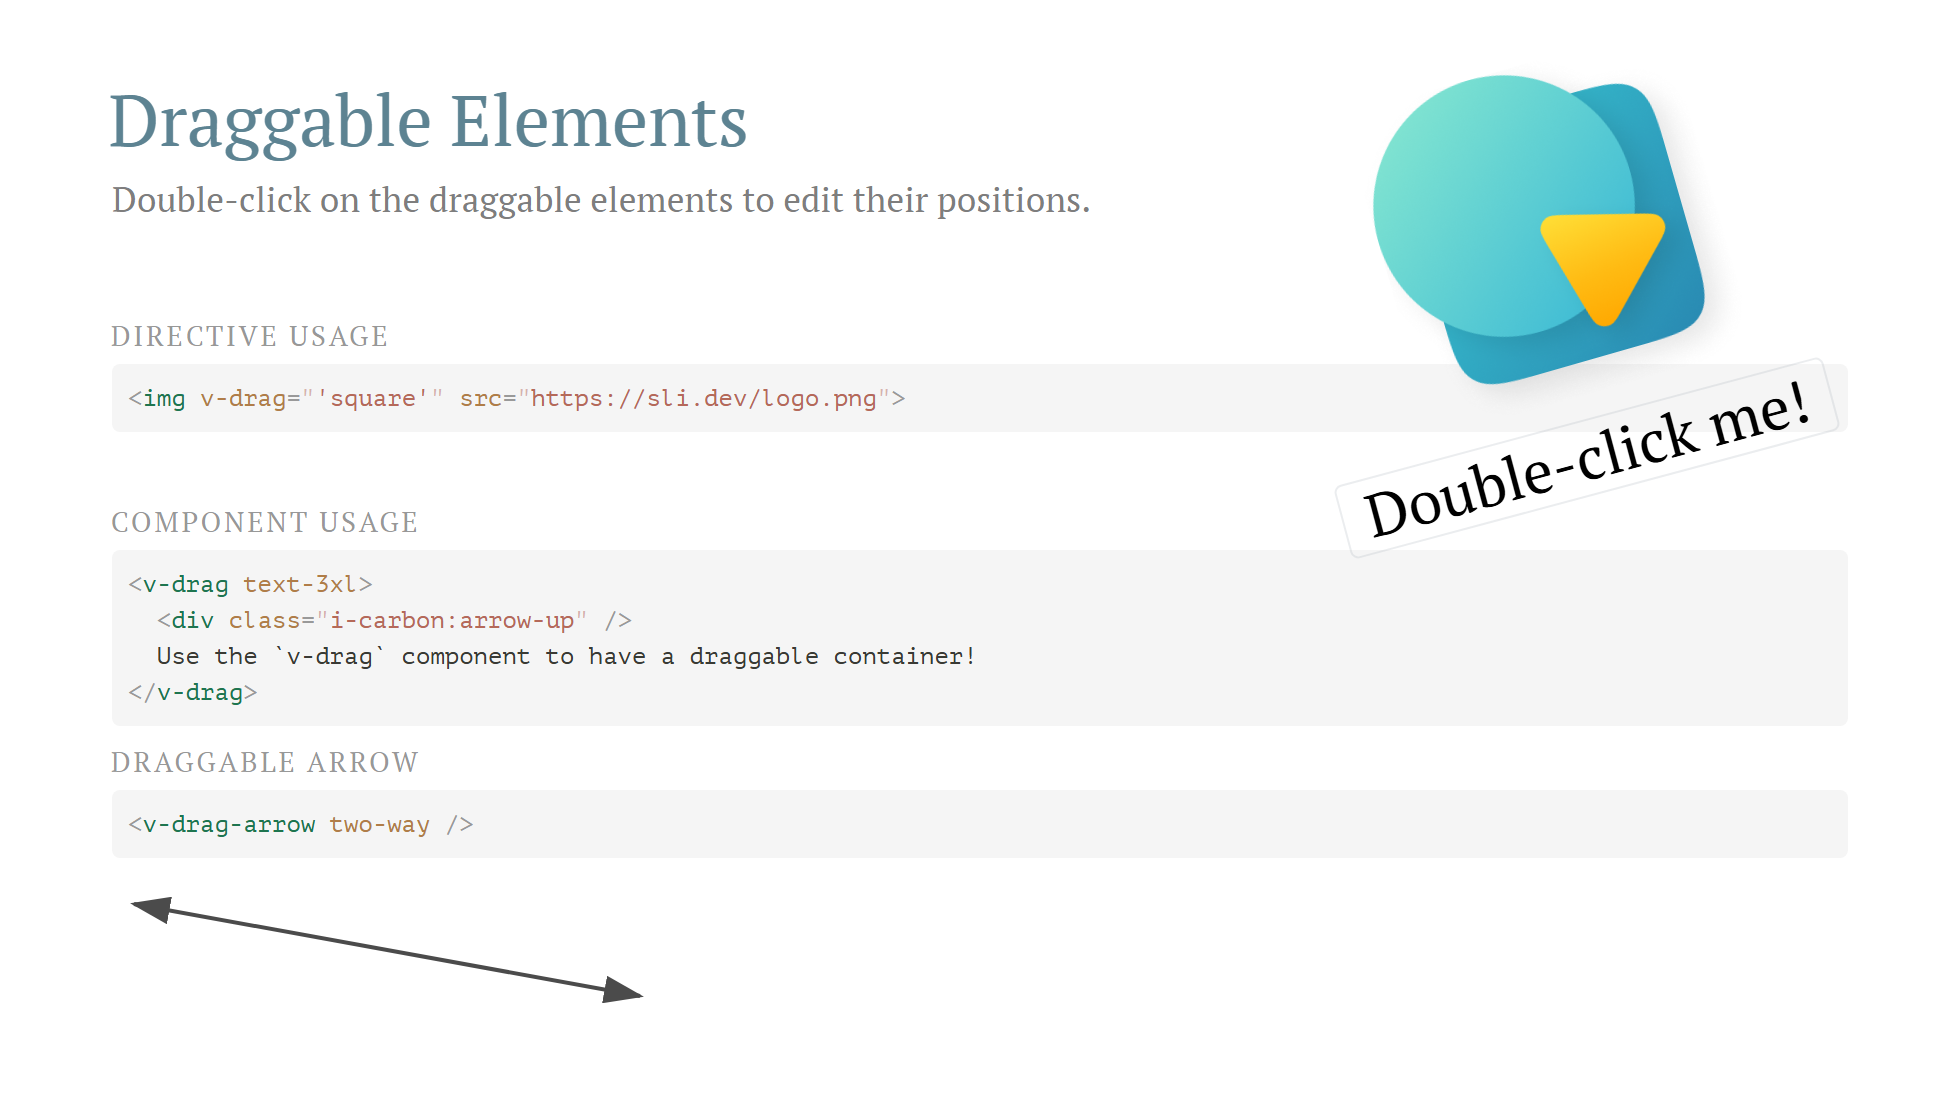 Draggable Elements
Double-click on the draggable elements to edit their positions.
DIRECTIVE USAGE
<img v-drag="'square'" src="https://sli.dev/logo.png">
Double-click me!
COMPONENT USAGE
<v-drag text-3xl>
  <div class="i-carbon:arrow-up" />
  Use the `v-drag` component to have a draggable container!
</v-drag>
DRAGGABLE ARROW
<v-drag-arrow two-way />